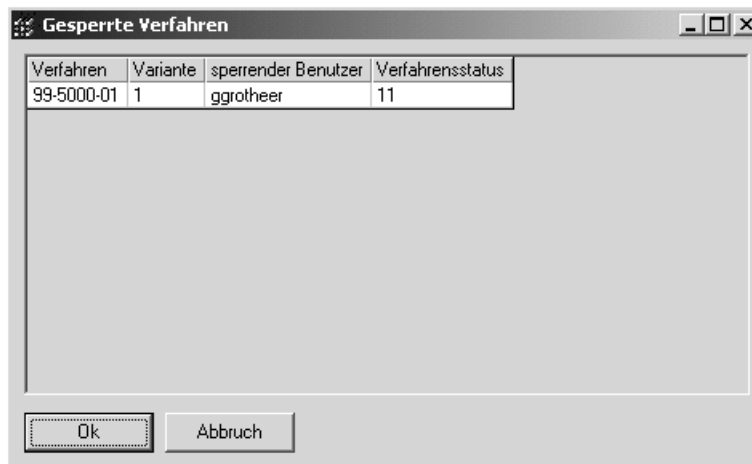 Gesperrte Verfahren
Verfahren Variante sperrender Benutzer Verfahrensstatus
99-5000-01 1 ggrotheer 11
Ok Abbruch